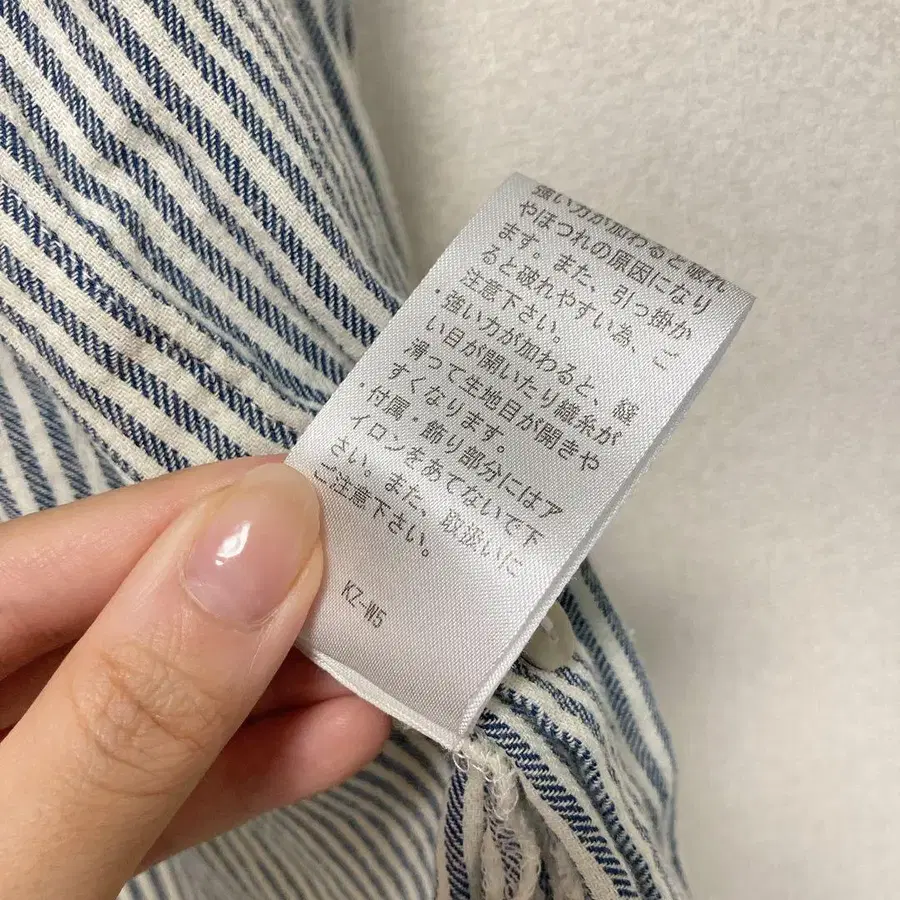 強い力が加わると破れ
やほつれの原因になり
ます。また、引っ掛か
ると破れやすい為、ご
注意下さい。
・強い力が加わると、縫
い目が開いたり織糸が
滑って生地目が開きや
すくなります。
・付属・飾り部分にはア
イロンをあてないで下
さい。また、取扱いに
ご注意下さい。
KZ-W5